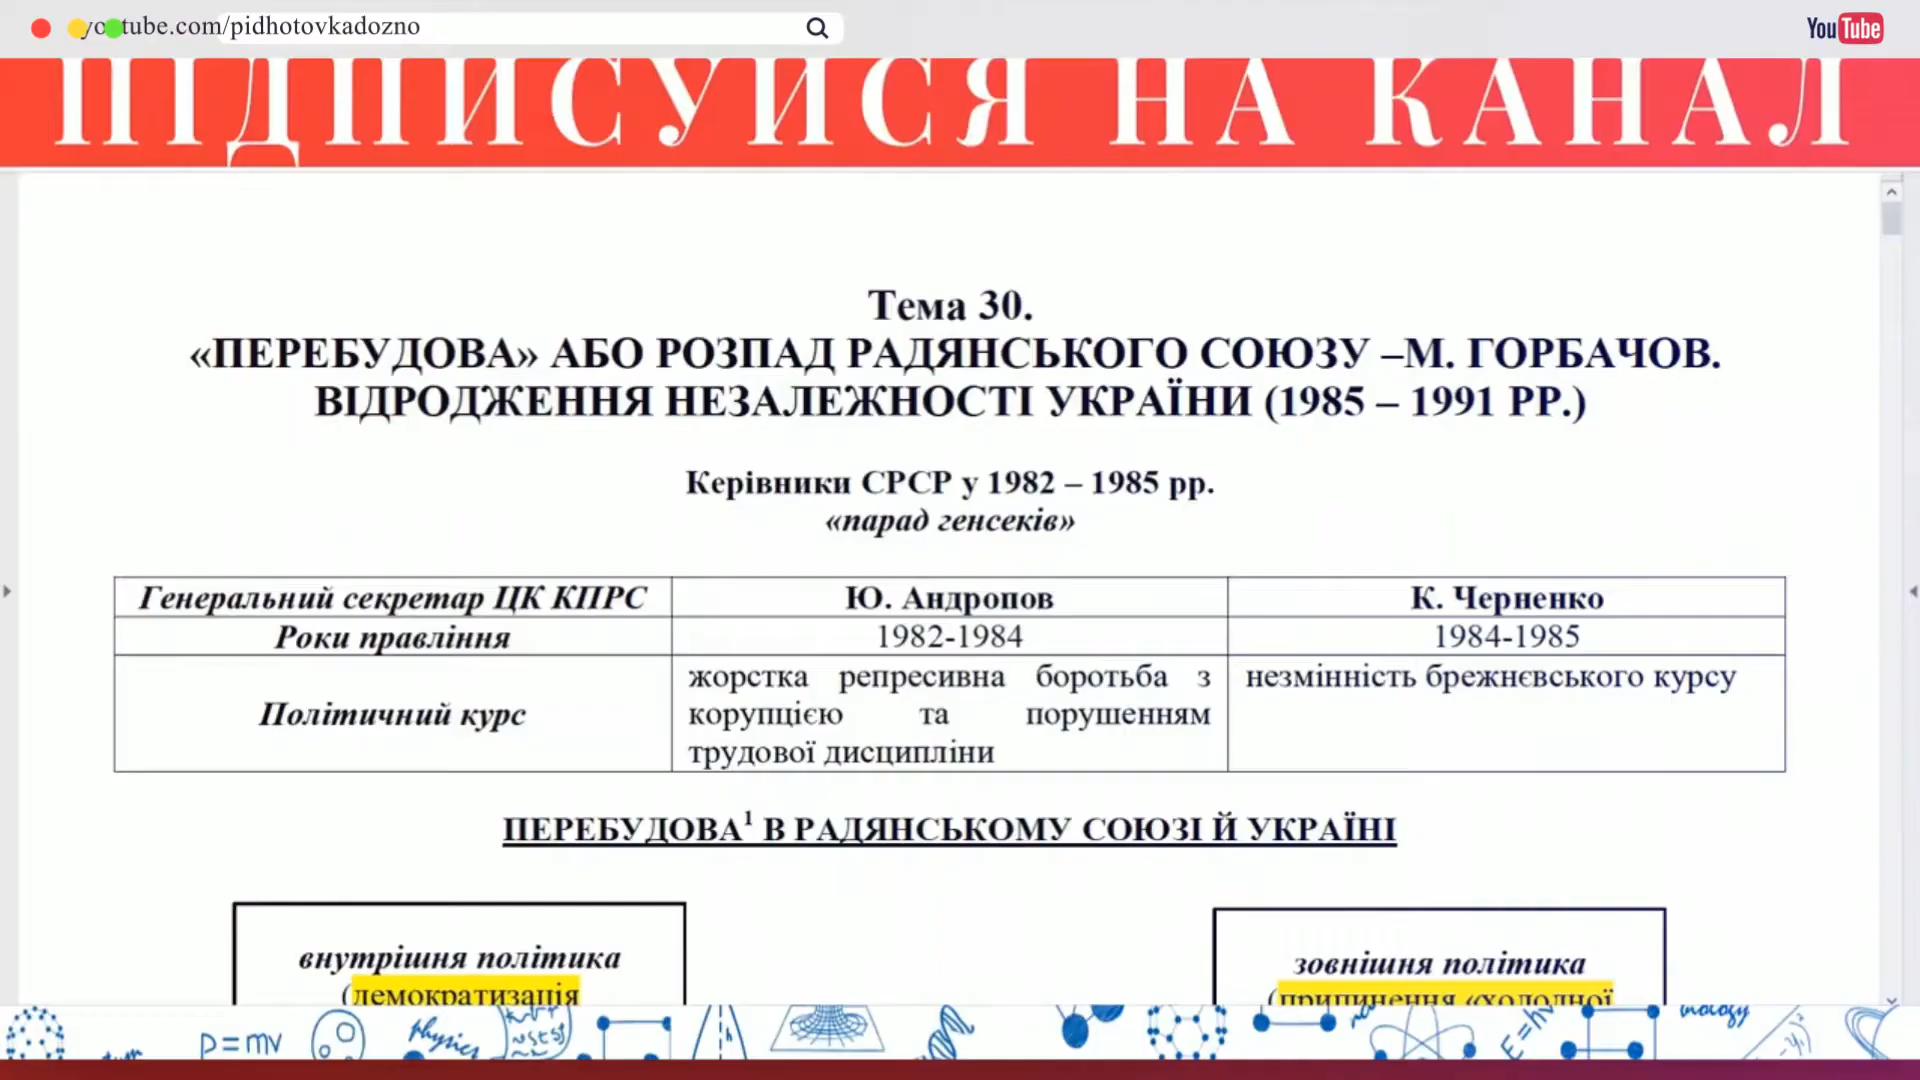 youtube.com/pidhotovkadozno
YouTube
ПІДПИСУЙСЯ НА КАНАЛ
Тема 30.
«ПЕРЕБУДОВА» АБО РОЗПАД РАДЯНСЬКОГО СОЮЗУ –М. ГОРБАЧОВ.
ВІДРОДЖЕННЯ НЕЗАЛЕЖНОСТІ УКРАЇНИ (1985 – 1991 РР.)
Керівники СРСР у 1982 – 1985 рр.
«парад генсеків»
Генеральний секретар ЦК КПРС Ю. Андропов К. Черненко
Роки правління 1982-1984 1984-1985
Політичний курс
жорстка репресивна боротьба з
корупцією та порушенням
трудової дисципліни
незмінність брежнєвського курсу
ПЕРЕБУДОВА¹ В РАДЯНСЬКОМУ СОЮЗІ Й УКРАЇНІ
внутрішня політика
(демократизація
зовнішня політика
(припинення «холодної
P=mv
physics
h